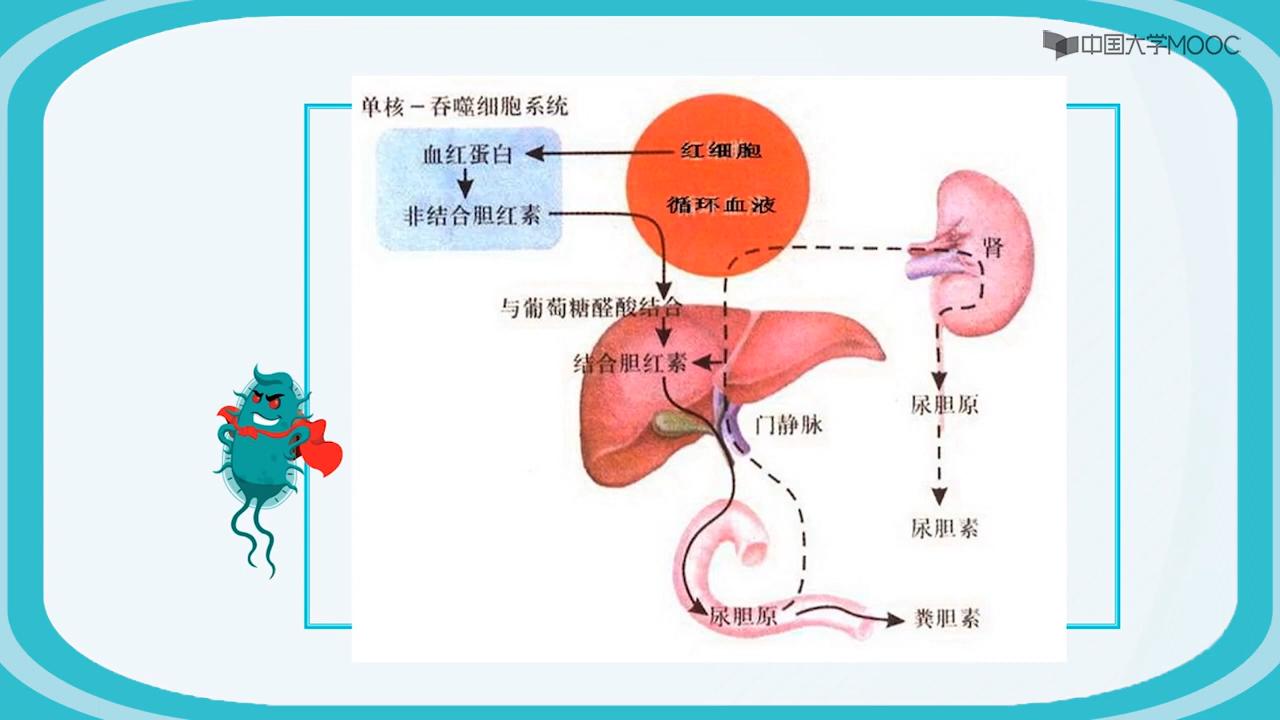 中国大学MOOC
单核－吞噬细胞系统
血红蛋白
红细胞
非结合胆红素
循环血液
肾
与葡萄糖醛酸结合
结合胆红素
尿胆原
门静脉
尿胆素
尿胆原
粪胆素